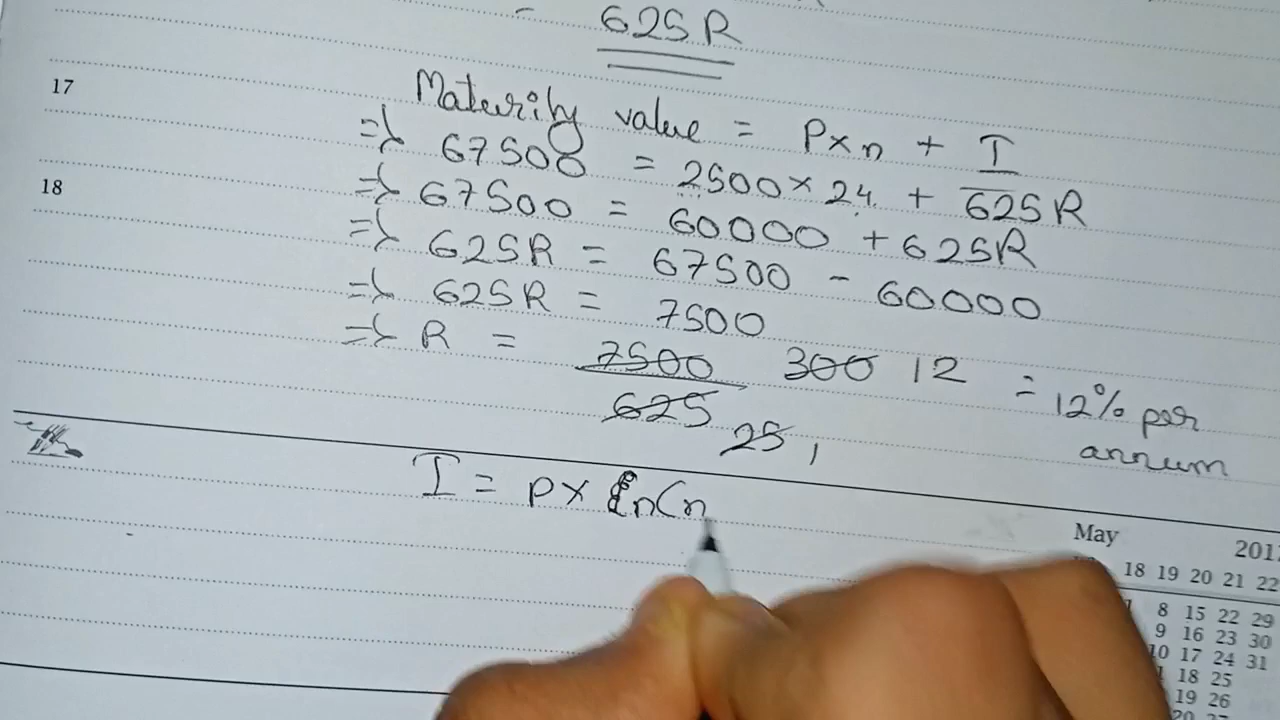 625R
17
Maturity value = P×n + I
=> 67500 = 2500×24 + 625R
18
=> 67500 = 60000 + 625R
=> 625R = 67500 - 60000
=> 625R = 7500
=> R = 7500 300 12 = 12% per
625 25 1 annum
I = P× n(n
May 201
18 19 20 21 22
1 8 15 22 29
9 16 23 30
10 17 24 31
18 25
19 26